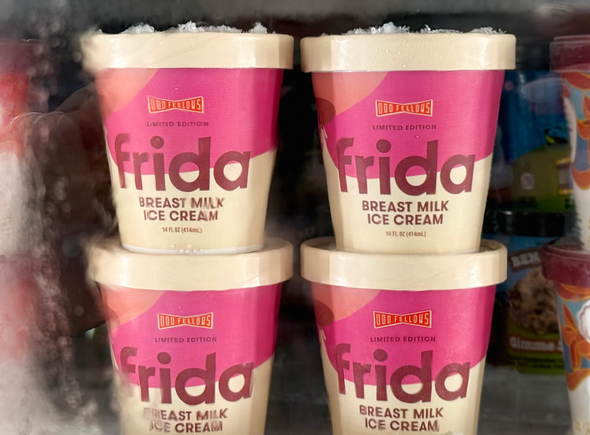 ODD FELLOWS
LIMITED EDITION
frida
BREAST MILK
ICE CREAM
14 FL OZ (414mL)
ODD FELLOWS
LIMITED EDITION
frida
BREAST MILK
ICE CREAM
14 FL OZ (414mL)
ODD FELLOWS
LIMITED EDITION
frida
BREAST MILK
ICE CREAM
ODD FELLOWS
LIMITED EDITION
frida
BREAST MILK
ICE CREAM
BEN
Gimme